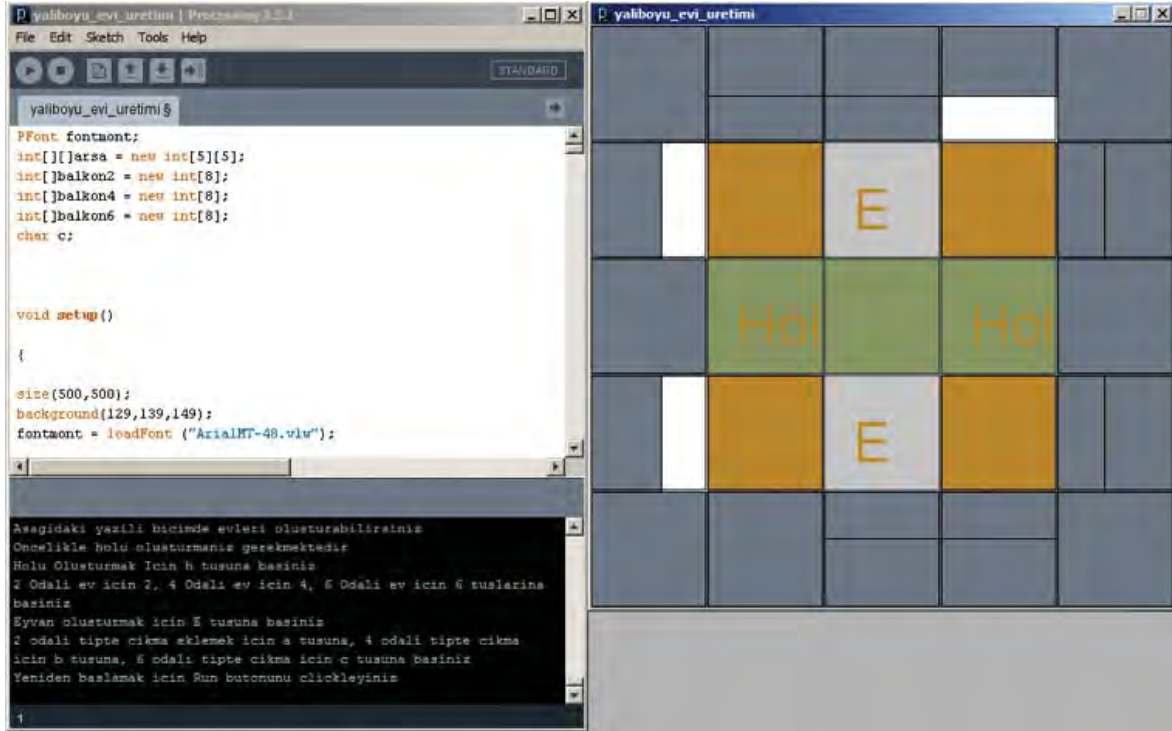 yaliboyu_evi_uretimi | Processing 1.5.1
File Edit Sketch Tools Help
STANDARD
yaliboyu_evi_uretimi §
PFont fontmont;
int[][]arsa = new int[5][5];
int[]balkon2 = new int[8];
int[]balkon4 = new int[8];
int[]balkon6 = new int[8];
char c;
void setup()
{
size(500,500);
background(129,139,149);
fontmont = loadFont ("ArialMT-48.vlw");
Asagidaki yazili bicimde evleri olusturabilirsiniz
Oncelikle holu olusturmaniz gerekmektedir
Holu Olusturmak Icin h tusuna basiniz
2 Odali ev icin 2, 4 Odali ev icin 4, 6 Odali ev icin 6 tuslarina
basiniz
Eyvan olusturmak icin E tusuna basiniz
2 odali tipte cikma eklemek icin a tusuna, 4 odali tipte cikma
icin b tusuna, 6 odali tipte cikma icin c tusuna basiniz
Yeniden baslamak icin Run butonunu clickleyiniz
1
yaliboyu_evi_uretimi
E
Hol Hol
E